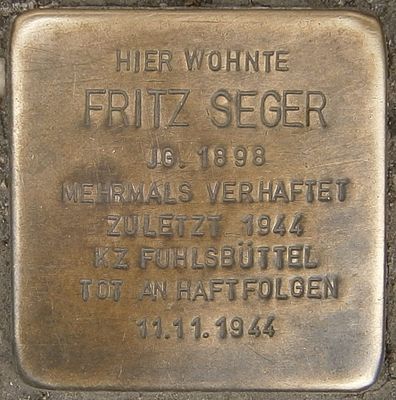 HIER WOHNTE
FRITZ SEGER
JG. 1898
MEHRMALS VERHAFTET
ZULETZT 1944
KZ FUHLSBÜTTEL
TOT AN HAFTFOLGEN
11.11.1944